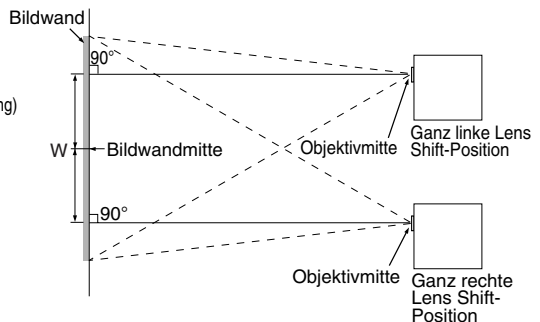 Bildwand
90°
ng)
W
Bildwandmitte
Objektivmitte
Ganz linke Lens
Shift-Position
90°
Objektivmitte
Ganz rechte
Lens Shift-
Position